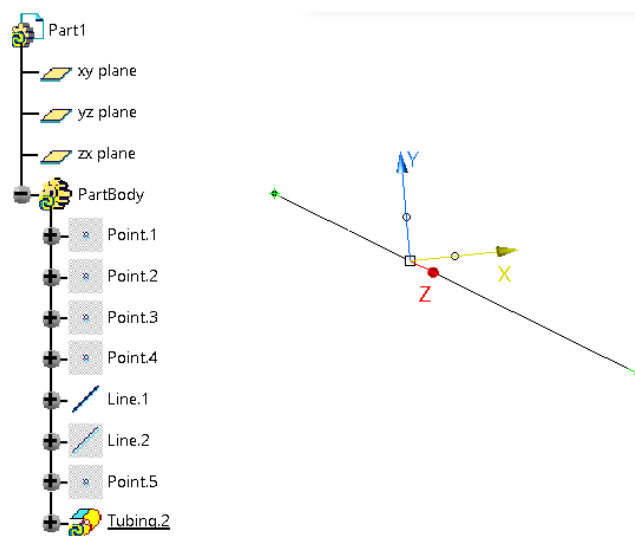 Part1
xy plane
yz plane
zx plane
PartBody
Point.1
Point.2
Point.3
Point.4
Line.1
Line.2
Point.5
Tubing.2
Y
X
Z